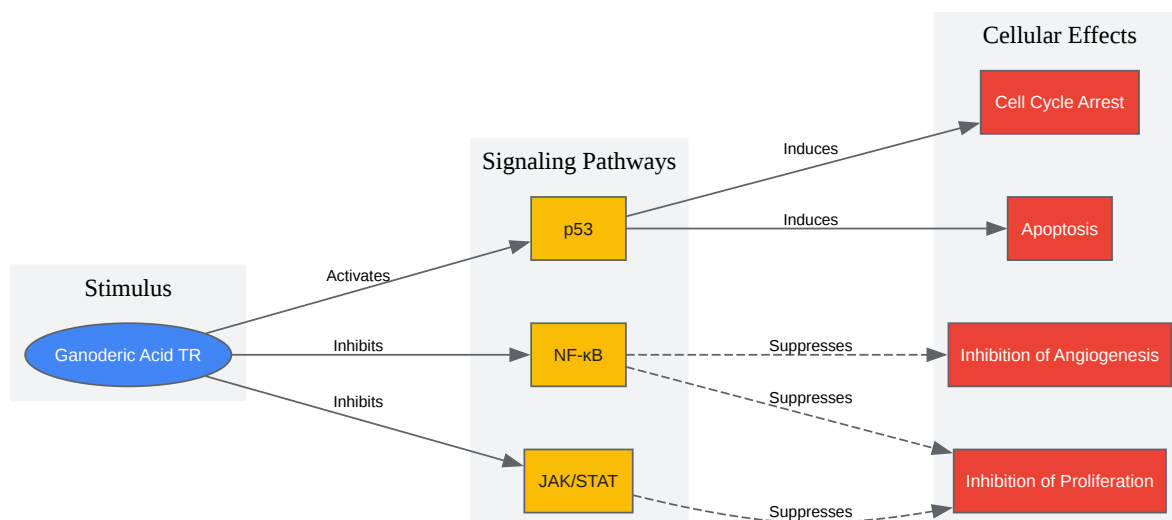 Cellular Effects
Cell Cycle Arrest
Induces
Signaling Pathways
p53
Induces
Apoptosis
Activates
Stimulus
Ganoderic Acid TR
Inhibits
NF-κB
Suppresses
Inhibition of Angiogenesis
Suppresses
Inhibits
JAK/STAT
Inhibition of Proliferation
Suppresses